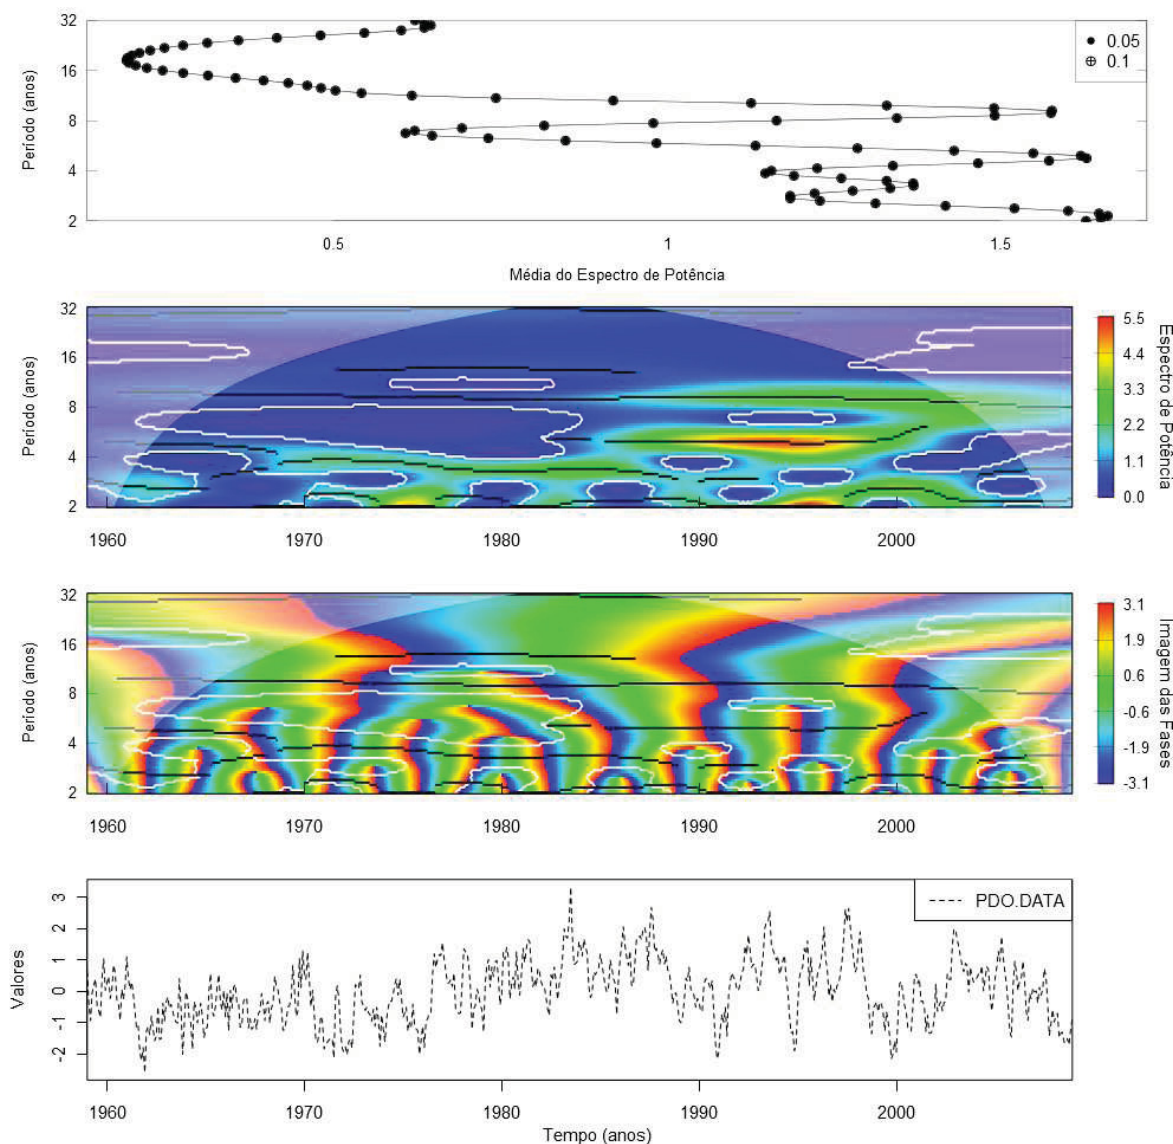 32
16
8
4
2
Período (anos)
0.05
0.1
0.5 1 1.5
Média do Espectro de Potência
32
16
8
4
2
Período (anos)
1960 1970 1980 1990 2000
5.5
4.4
3.3
2.2
1.1
0.0
Espectro de Potência
32
16
8
4
2
Período (anos)
1960 1970 1980 1990 2000
3.1
1.9
0.6
-0.6
-1.9
-3.1
Imagem das Fases
3
2
1
0
-1
-2
Valores
PDO.DATA
1960 1970 1980 1990 2000
Tempo (anos)